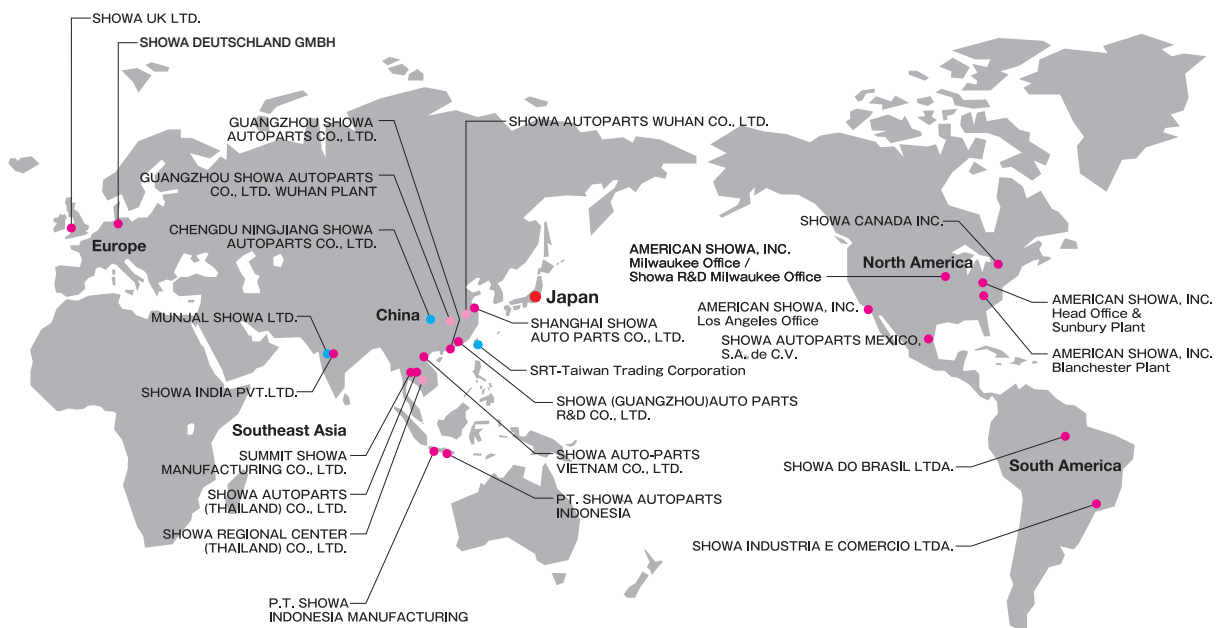 SHOWA UK LTD.
SHOWA DEUTSCHLAND GMBH
GUANGZHOU SHOWA
AUTOPARTS CO., LTD.
SHOWA AUTOPARTS WUHAN CO., LTD.
GUANGZHOU SHOWA AUTOPARTS
CO., LTD. WUHAN PLANT
CHENGDU NINGJIANG SHOWA
AUTOPARTS CO., LTD.
Europe
China
Japan
MUNJAL SHOWA LTD.
SHANGHAI SHOWA
AUTO PARTS CO., LTD.
SRT-Taiwan Trading Corporation
SHOWA INDIA PVT.LTD.
SHOWA (GUANGZHOU)AUTO PARTS
R&D CO., LTD.
Southeast Asia
SUMMIT SHOWA
MANUFACTURING CO., LTD.
SHOWA AUTO-PARTS
VIETNAM CO., LTD.
SHOWA AUTOPARTS
(THAILAND) CO., LTD.
PT. SHOWA AUTOPARTS
INDONESIA
SHOWA REGIONAL CENTER
(THAILAND) CO., LTD.
P.T. SHOWA
INDONESIA MANUFACTURING
SHOWA CANADA INC.
AMERICAN SHOWA, INC.
Milwaukee Office /
Showa R&D Milwaukee Office
North America
AMERICAN SHOWA, INC.
Los Angeles Office
AMERICAN SHOWA, INC.
Head Office &
Sunbury Plant
SHOWA AUTOPARTS MEXICO,
S.A. de C.V.
AMERICAN SHOWA, INC.
Blanchester Plant
SHOWA DO BRASIL LTDA.
South America
SHOWA INDUSTRIA E COMERCIO LTDA.